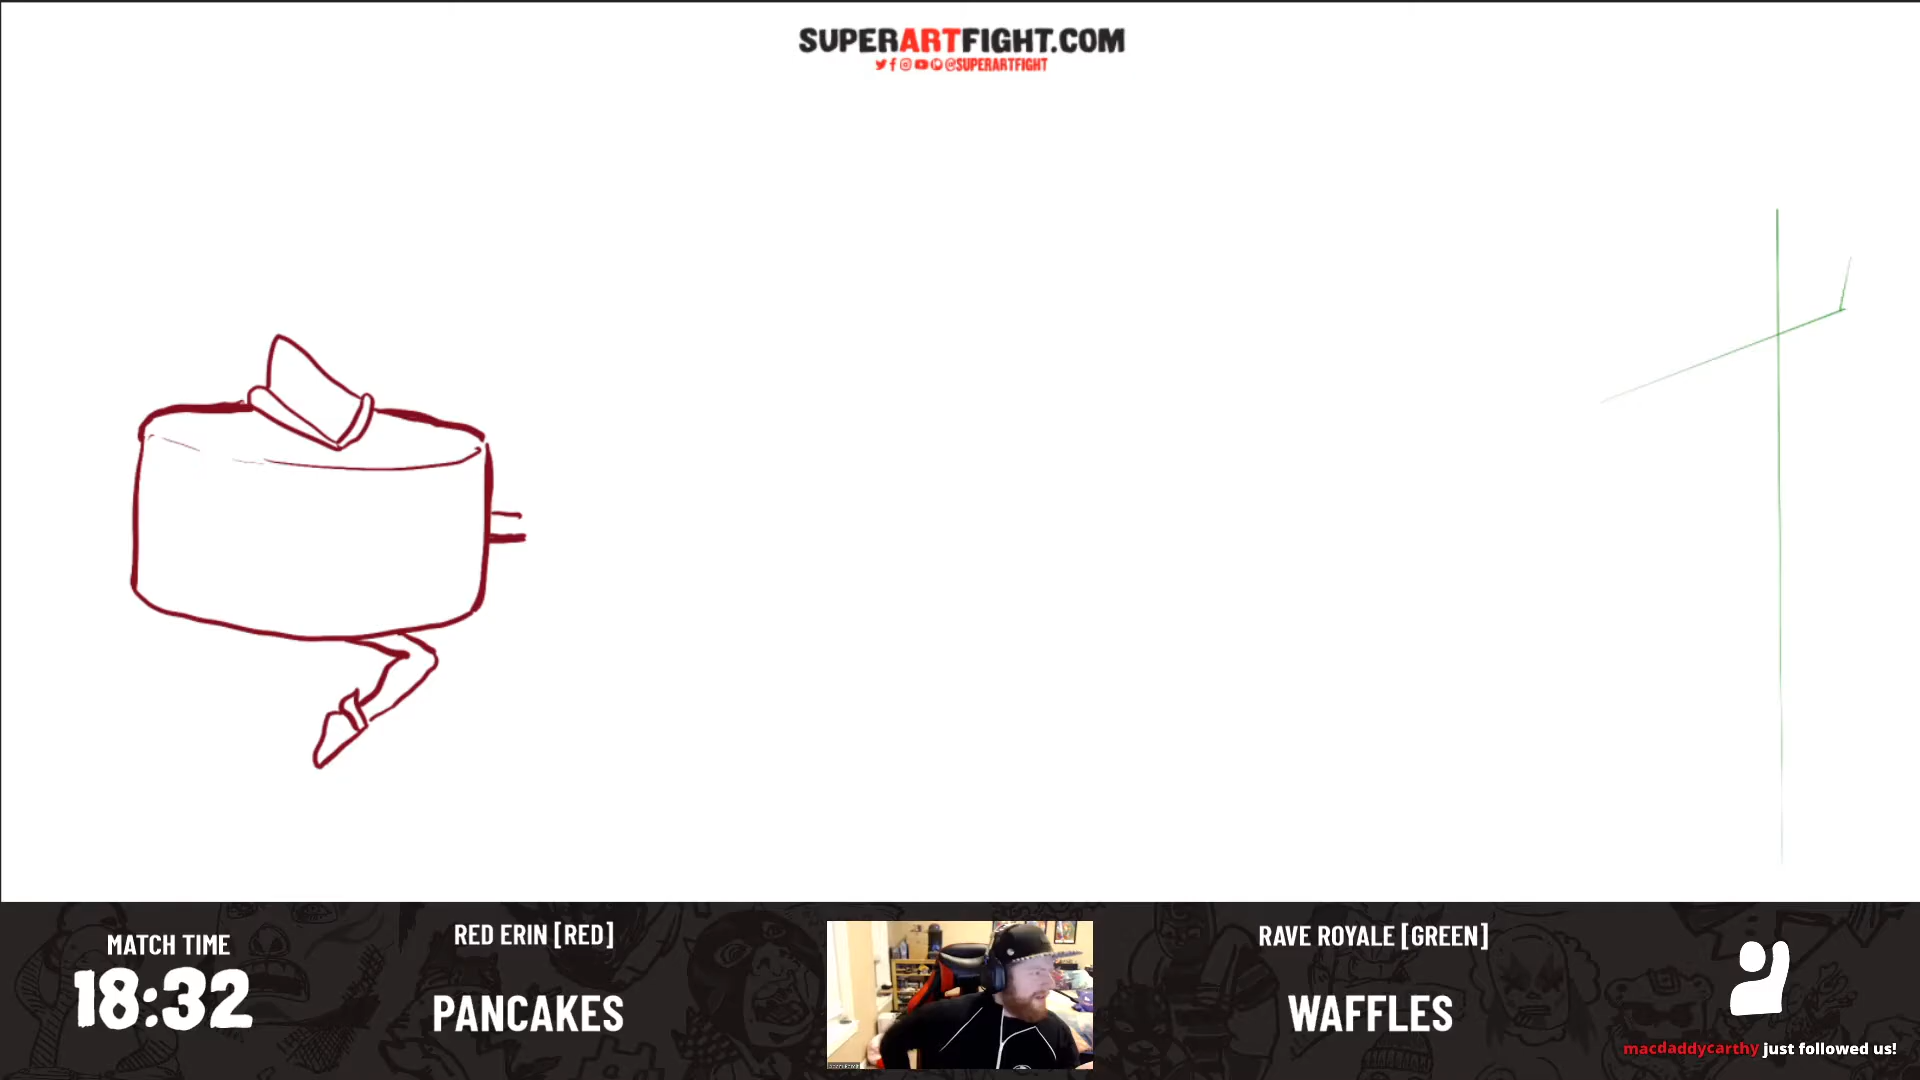 SUPERARTFIGHT.COM
@SUPERARTFIGHT
MATCH TIME
18:32
RED ERIN [RED]
PANCAKES
RAVE ROYALE [GREEN]
WAFFLES
macdaddycarthy just followed us!